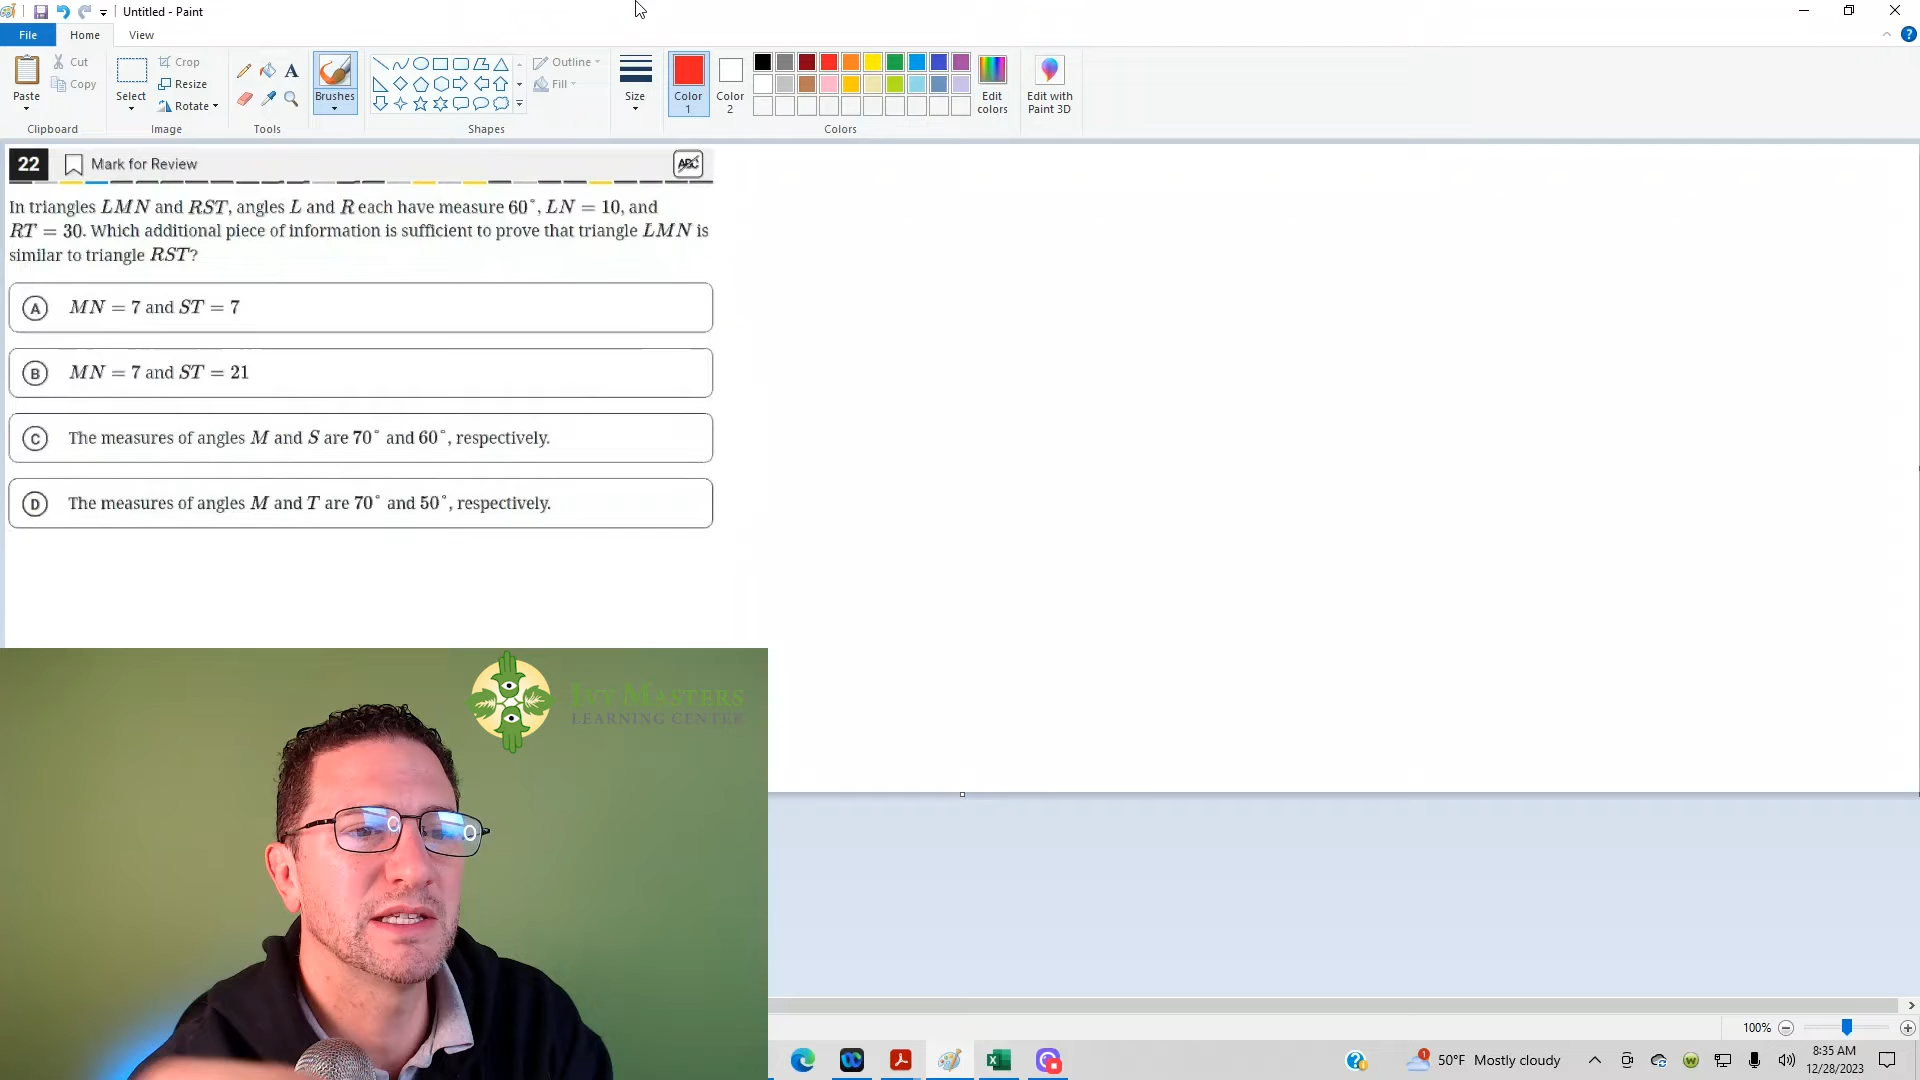 Untitled - Paint
File
Home
View
Paste
Cut
Copy
Clipboard
Select
Crop
Resize
Rotate
Image
A
Tools
Brushes
Shapes
Outline
Fill
Size
Color 1
Color 2
Colors
Edit colors
Edit with Paint 3D
22 Mark for Review
ABC
In triangles LMN and RST, angles L and R each have measure 60°, LN = 10, and
RT = 30. Which additional piece of information is sufficient to prove that triangle LMN is
similar to triangle RST?
A MN = 7 and ST = 7
B MN = 7 and ST = 21
C The measures of angles M and S are 70° and 60°, respectively.
D The measures of angles M and T are 70° and 50°, respectively.
IVY MASTERS
LEARNING CENTER
100%
50°F Mostly cloudy
8:35 AM
12/28/2023